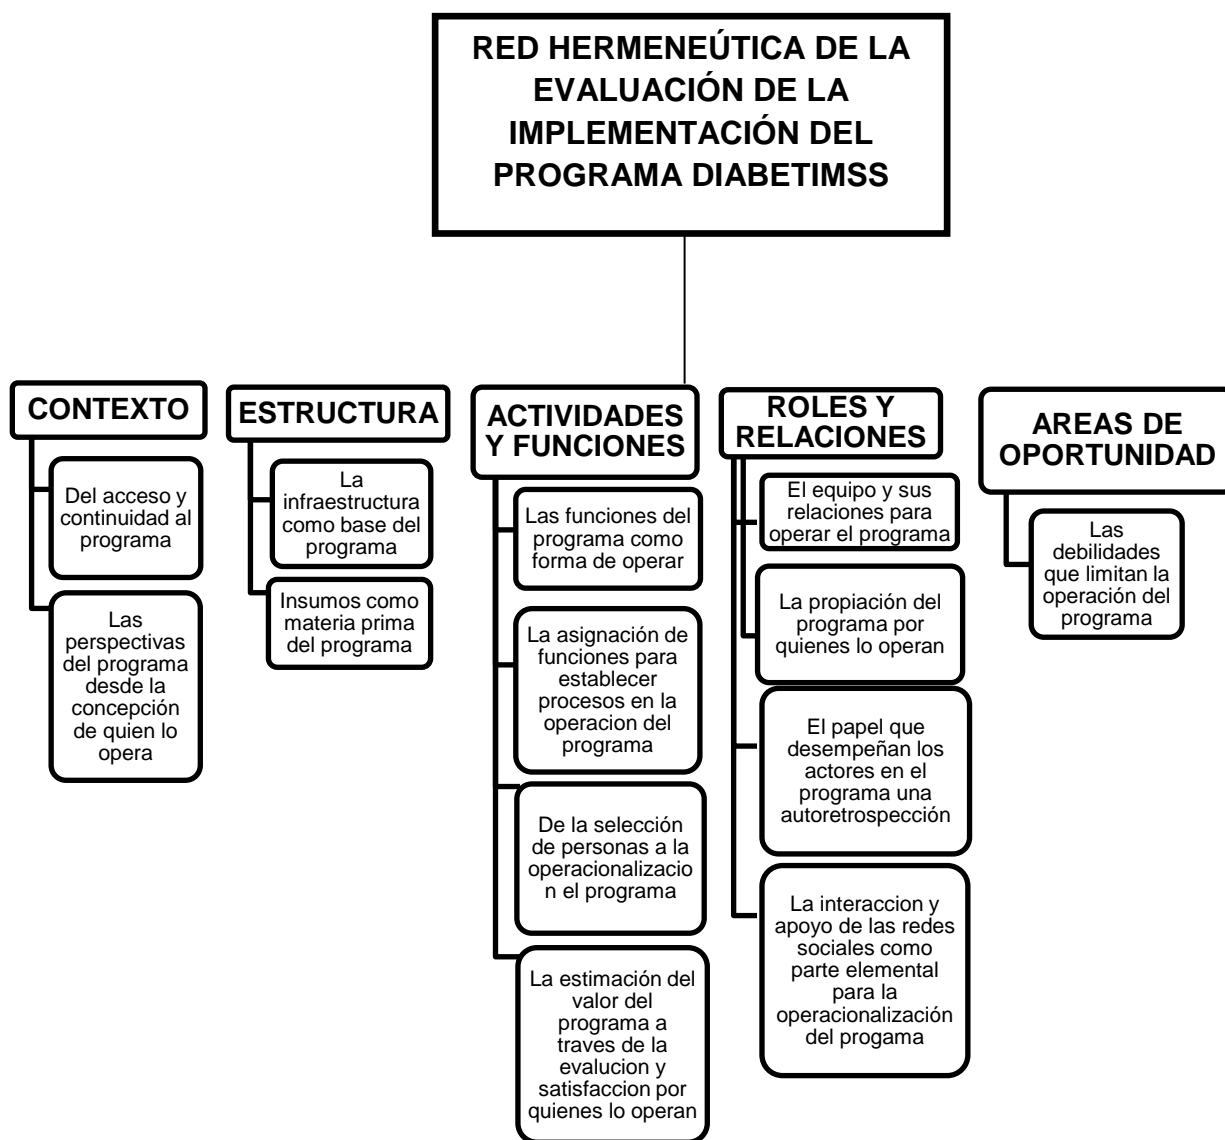 RED HERMENEÚTICA DE LA
EVALUACIÓN DE LA
IMPLEMENTACIÓN DEL
PROGRAMA DIABETIMSS
CONTEXTO
Del acceso y
continuidad al
programa
Las
perspectivas
del programa
desde la
concepción
de quien lo
opera
ESTRUCTURA
La
infraestructura
como base del
programa
Insumos como
materia prima
del programa
ACTIVIDADES
Y FUNCIONES
Las funciones del
programa como
forma de operar
La asignación de
funciones para
establecer
procesos en la
operacion del
programa
De la selección
de personas a la
operacionalizacio
n el programa
La estimación del
valor del
programa a
traves de la
evalucion y
satisfaccion por
quienes lo operan
ROLES Y
RELACIONES
El equipo y sus
relaciones para
operar el programa
La propiación del
programa por
quienes lo operan
El papel que
desempeñan los
actores en el
programa una
autoretrospección
La interaccion y
apoyo de las redes
sociales como
parte elemental
para la
operacionalización
del progama
AREAS DE
OPORTUNIDAD
Las
debilidades
que limitan la
operación del
programa